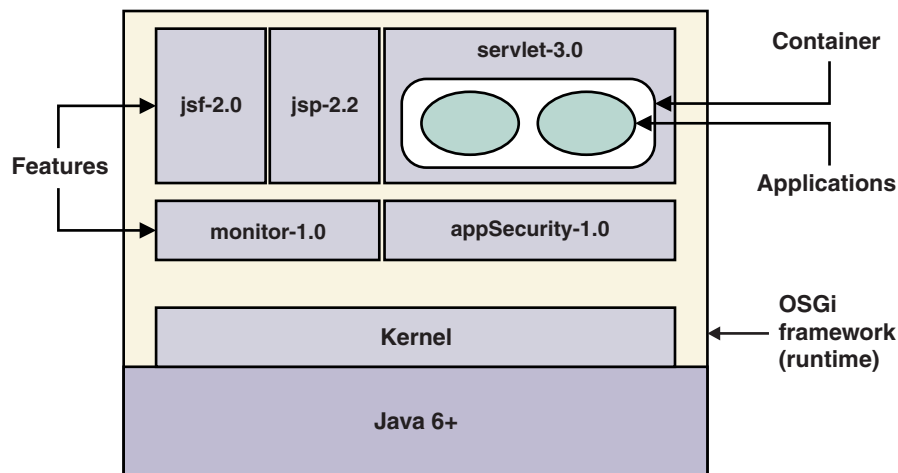 servlet-3.0
Container
jsf-2.0
jsp-2.2
Features
Applications
monitor-1.0
appSecurity-1.0
OSGi
framework
(runtime)
Kernel
Java 6+